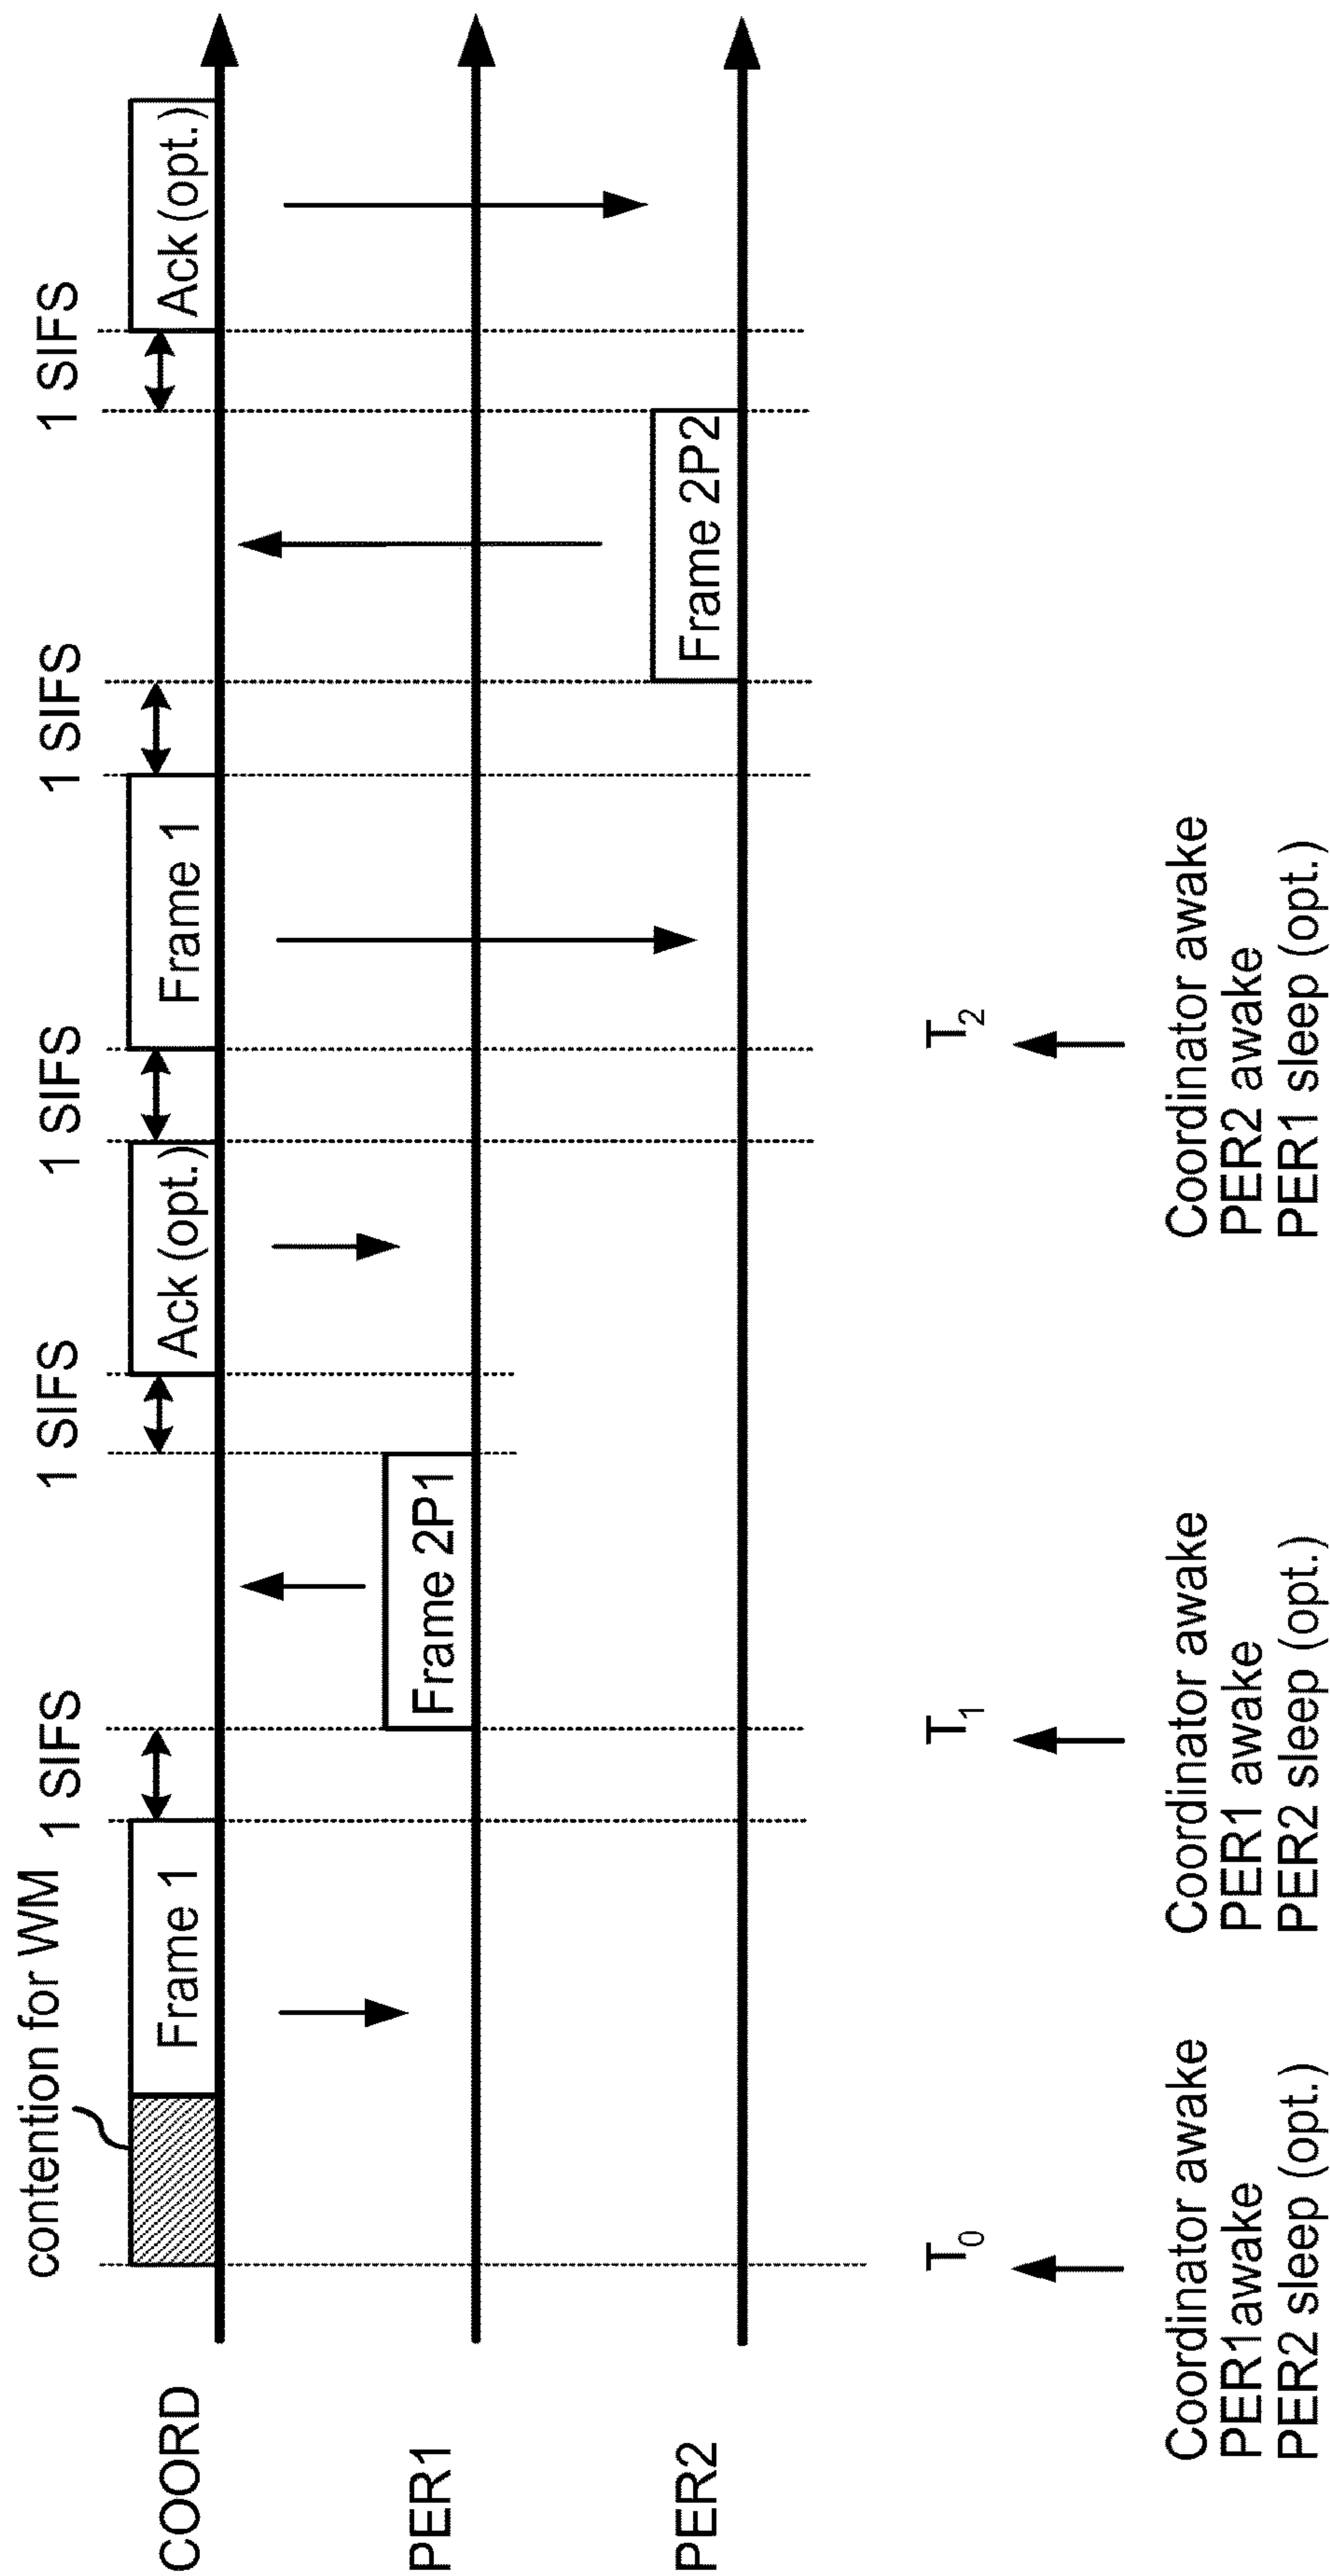 contention for WM
1 SIFS
1 SIFS
1 SIFS
1 SIFS
1 SIFS
COORD
Frame 1
Ack (opt.)
Frame 1
Ack (opt.)
PER1
Frame 2P1
PER2
Frame 2P2
T0
T1
T2
Coordinator awake
PER1awake
PER2 sleep (opt.)
Coordinator awake
PER1 awake
PER2 sleep (opt.)
Coordinator awake
PER2 awake
PER1 sleep (opt.)